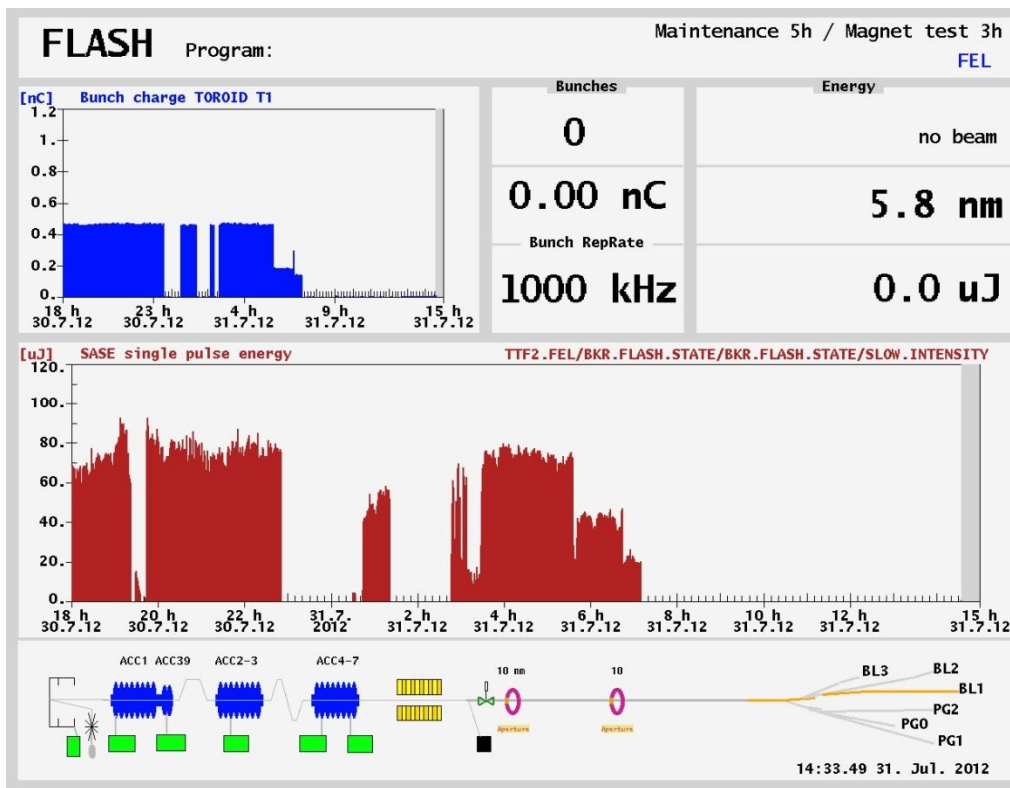 FLASH Program:
Maintenance 5h / Magnet test 3h
FEL
[nC] Bunch charge TOROID T1
1.2
1.
0.8
0.6
0.4
0.2
0.
18 h 23 h 4 h 9 h 15 h
30.7.12 30.7.12 31.7.12 31.7.12 31.7.12
Bunches
0
0.00 nC
Bunch RepRate
1000 kHz
Energy
no beam
5.8 nm
0.0 uJ
[uJ] SASE single pulse energy TTF2.FEL/BKR.FLASH.STATE/BKR.FLASH.STATE/SLOW.INTENSITY
120.
100.
80.
60.
40.
20.
0.
18 h 20 h 22 h 31.7. 2 h 4 h 6 h 8 h 10 h 12 h 15 h
30.7.12 30.7.12 30.7.12 2012 31.7.12 31.7.12 31.7.12 31.7.12 31.7.12 31.7.12 31.7.12
ACC1 ACC39 ACC2-3 ACC4-7
10 mm 10
Aperture Aperture
BL3 BL2
BL1
PG2
PG0
PG1
14:33.49 31. Jul. 2012